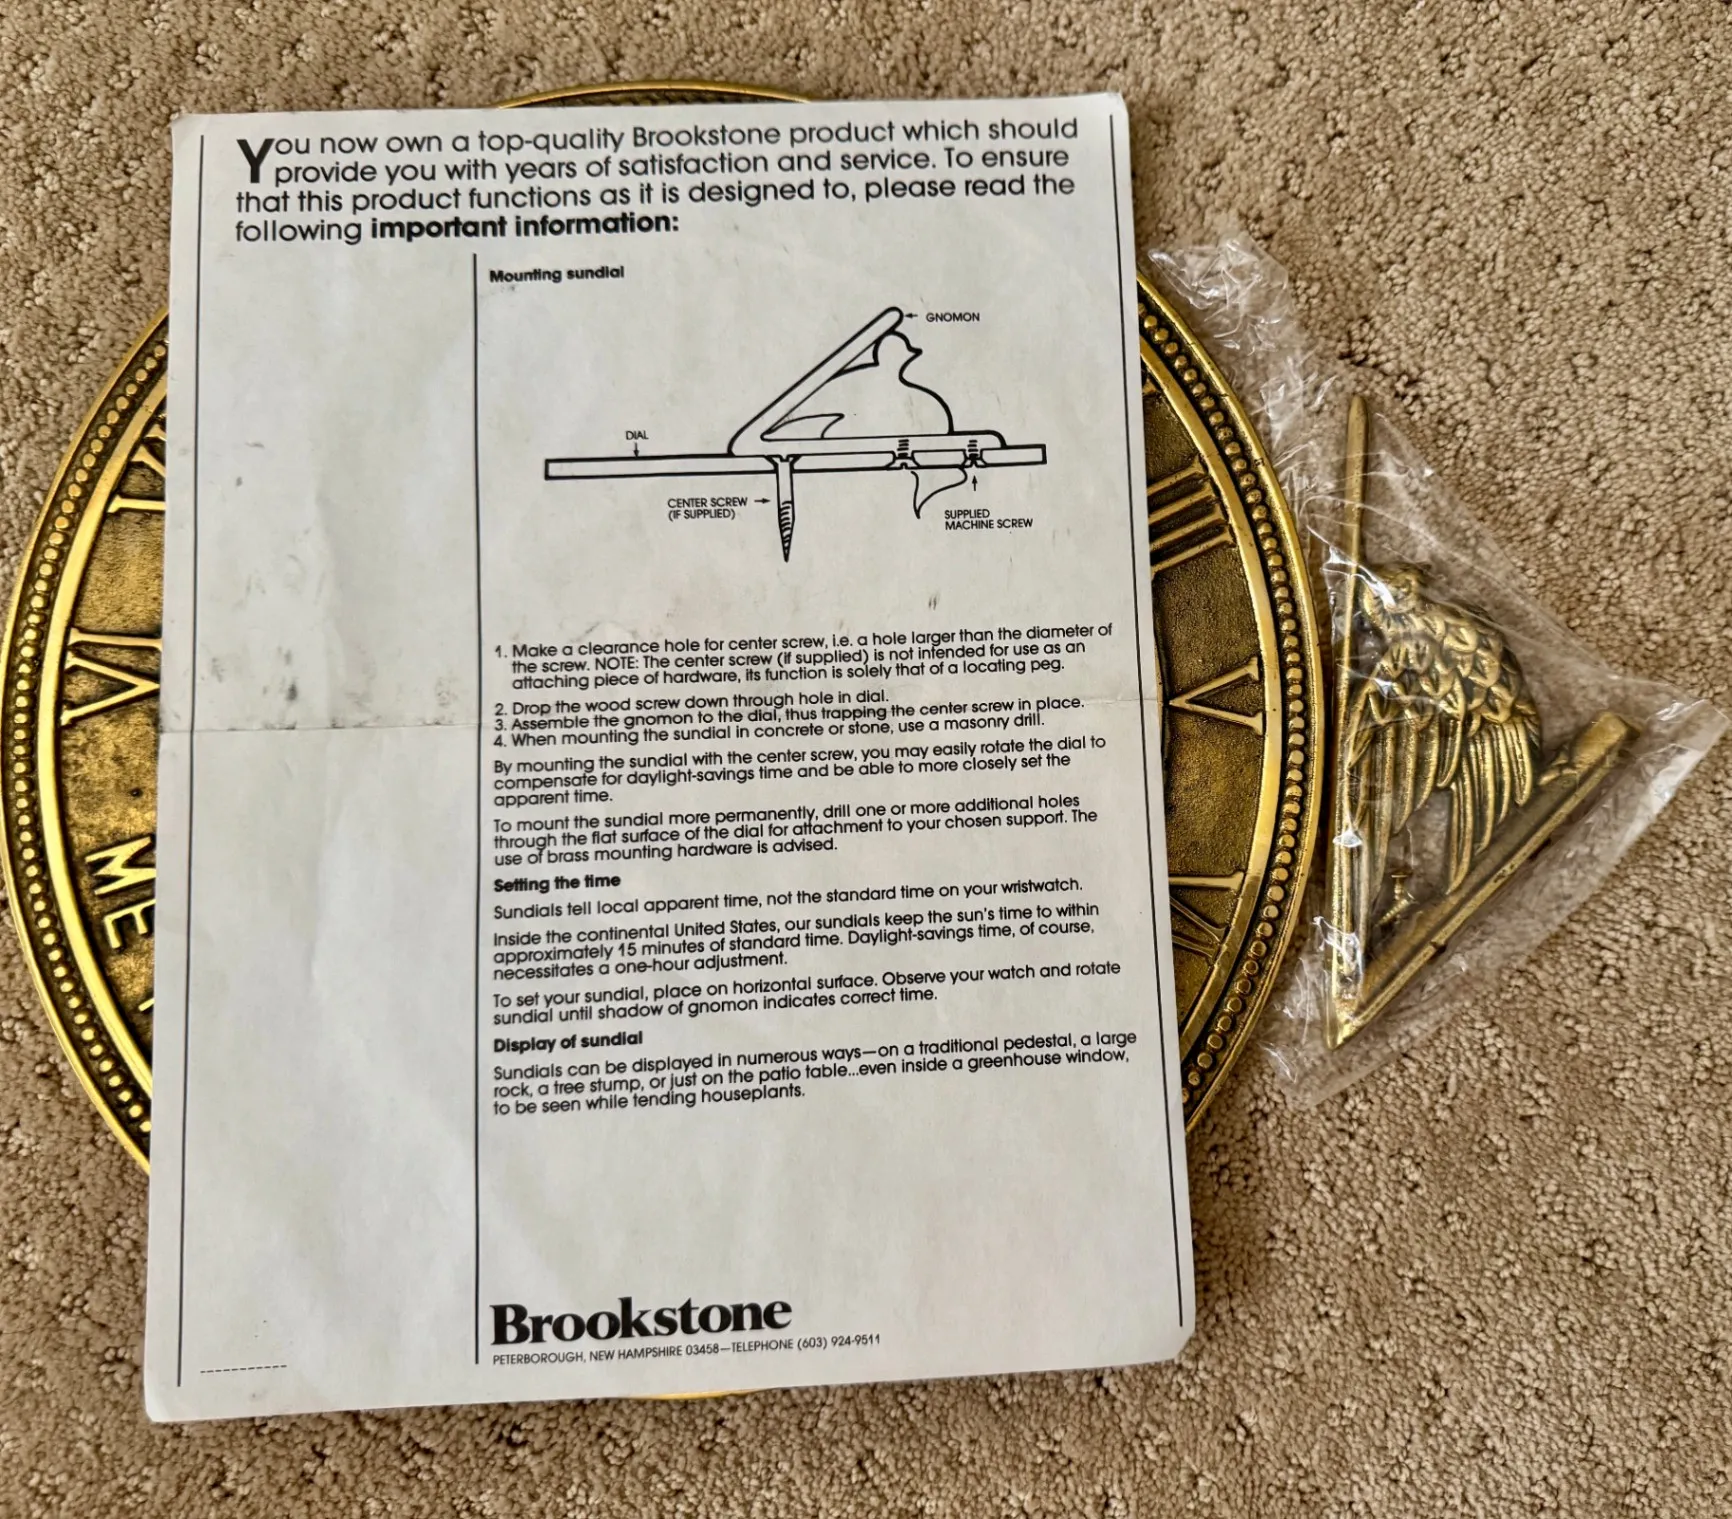 You now own a top-quality Brookstone product which should
provide you with years of satisfaction and service. To ensure
that this product functions as it is designed to, please read the
following important information:
Mounting sundial
GNOMON
DIAL
CENTER SCREW
(IF SUPPLIED)
SUPPLIED
MACHINE SCREW
1. Make a clearance hole for center screw, i.e. a hole larger than the diameter of
the screw. NOTE: The center screw (if supplied) is not intended for use as an
attaching piece of hardware, its function is solely that of a locating peg.
2. Drop the wood screw down through hole in dial.
3. Assemble the gnomon to the dial, thus trapping the center screw in place.
4. When mounting the sundial in concrete or stone, use a masonry drill.
By mounting the sundial with the center screw, you may easily rotate the dial to
compensate for daylight-savings time and be able to more closely set the
apparent time.
To mount the sundial more permanently, drill one or more additional holes
through the flat surface of the dial for attachment to your chosen support. The
use of brass mounting hardware is advised.
Setting the time
Sundials tell local apparent time, not the standard time on your wristwatch.
Inside the continental United States, our sundials keep the sun's time to within
approximately 15 minutes of standard time. Daylight-savings time, of course,
necessitates a one-hour adjustment.
To set your sundial, place on horizontal surface. Observe your watch and rotate
sundial until shadow of gnomon indicates correct time.
Display of sundial
Sundials can be displayed in numerous ways—on a traditional pedestal, a large
rock, a tree stump, or just on the patio table...even inside a greenhouse window,
to be seen while tending houseplants.
Brookstone
PETERBOROUGH, NEW HAMPSHIRE 03458—TELEPHONE (603) 924-9511
ME
IIII
V
VI